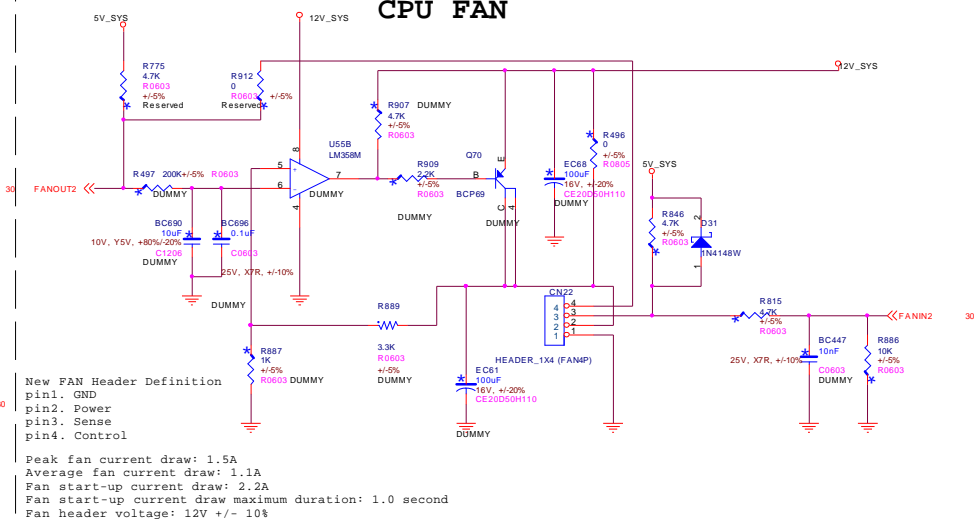 CPU FAN
5V_SYS
12V_SYS
12V_SYS
R775
4.7K
R0603
+/-5%
Reserved
R912
0
R0603
+/-5%
Reserved
R907
DUMMY
4.7K
+/-5%
R0603
U55B
LM358M
8
5
6
7
4
+
-
DUMMY
R909
2.2K
+/-5%
R0603
DUMMY
Q70
E
B
C
4
BCP69
DUMMY
EC68
100uF
16V, +/-20%
CE20D50H110
DUMMY
R496
0
+/-5%
R0805
5V_SYS
R846
4.7K
+/-5%
R0603
D31
2
1
1N4148W
30
FANOUT2
R497
200K
+/-5%
R0603
DUMMY
BC690
10uF
10V, Y5V, +80%/-20%
C1206
DUMMY
BC696
0.1uF
C0603
25V, X7R, +/-10%
DUMMY
R889
3.3K
R0603
+/-5%
DUMMY
R887
1K
+/-5%
R0603
DUMMY
EC61
100uF
16V, +/-20%
CE20D50H110
DUMMY
CN22
4 4
3 3
2 2
1 1
HEADER_1X4 (FAN4P)
R815
4.7K
+/-5%
R0603
FANIN2
30
BC447
10nF
25V, X7R, +/-10%
C0603
DUMMY
R886
10K
+/-5%
R0603
New FAN Header Definition
pin1. GND
pin2. Power
pin3. Sense
pin4. Control
Peak fan current draw: 1.5A
Average fan current draw: 1.1A
Fan start-up current draw: 2.2A
Fan start-up current draw maximum duration: 1.0 second
Fan header voltage: 12V +/- 10%